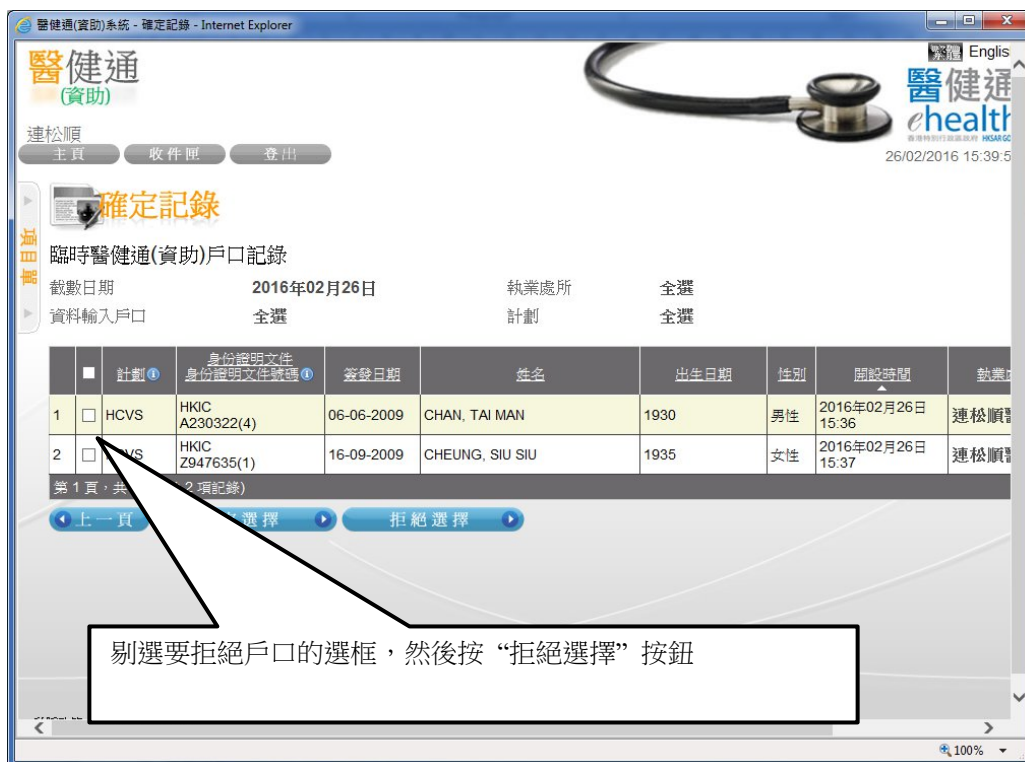 醫健通(資助)系統 - 確定記錄 - Internet Explorer
醫健通
(資助)
繁體 Englis
醫健通
ehealth
連松順
主頁 收件匣 登出
26/02/2016 15:39:5
項目單
確定記錄
臨時醫健通(資助)戶口記錄
截數日期 2016年02月26日 執業處所 全選
資料輸入戶口 全選 計劃 全選
計劃 身份證明文件 身份證明文件號碼 簽發日期 姓名 出生日期 性別 開設時間 執業
1 HCVS HKIC A230322(4) 06-06-2009 CHAN, TAI MAN 1930 男性 2016年02月26日 15:36 連松順醫
2 HKIC Z947635(1) 16-09-2009 CHEUNG, SIU SIU 1935 女性 2016年02月26日 15:37 連松順醫
第 1 頁,共 2 項記錄)
上一頁 選擇 拒絕選擇
剔選要拒絕戶口的選框,然後按 “拒絕選擇” 按鈕
100%